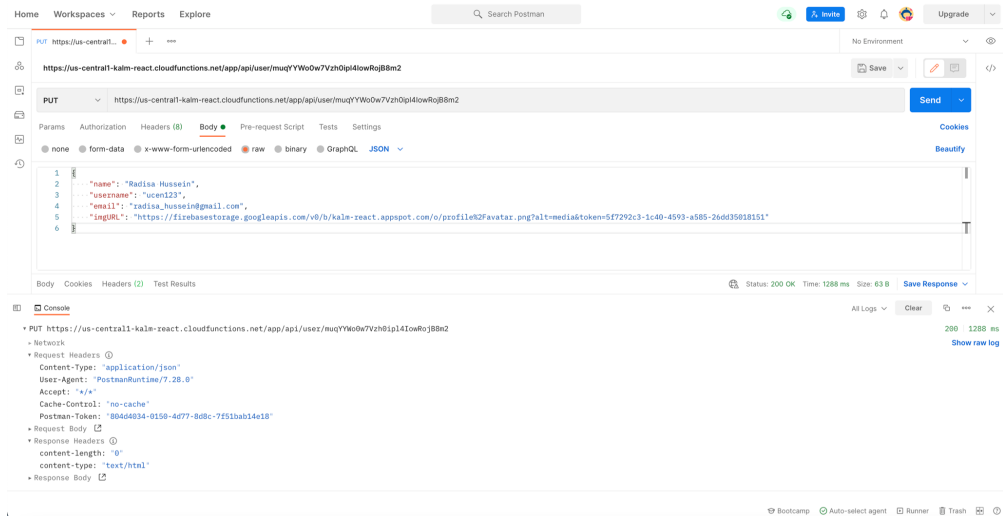 Home Workspaces Reports Explore Search Postman Invite Upgrade
PUT https://us-central1... No Environment
https://us-central1-kalm-react.cloudfunctions.net/app/api/user/muqYYWo0w7Vzh0ipl4IowRojB8m2 Save
PUT https://us-central1-kalm-react.cloudfunctions.net/app/api/user/muqYYWo0w7Vzh0ipl4IowRojB8m2 Send
Params Authorization Headers (8) Body Pre-request Script Tests Settings Cookies
none form-data x-www-form-urlencoded raw binary GraphQL JSON Beautify
1 {
2 "name": "Radisa Hussein",
3 "username": "ucen123",
4 "email": "radisa_hussein@gmail.com",
5 "imgURL": "https://firebasestorage.googleapis.com/v0/b/kalm-react.appspot.com/o/profile%2Favatar.png?alt=media&token=5f7292c3-1c40-4593-a585-26dd35018151"
6 }
Body Cookies Headers (2) Test Results Status: 200 OK Time: 1288 ms Size: 63 B Save Response
Console All Logs Clear
PUT https://us-central1-kalm-react.cloudfunctions.net/app/api/user/muqYYWo0w7Vzh0ipl4IowRojB8m2 200 1288 ms
Network Show raw log
Request Headers
Content-Type: "application/json"
User-Agent: "PostmanRuntime/7.28.0"
Accept: "*/*"
Cache-Control: "no-cache"
Postman-Token: "804d4034-0150-4d77-8d8c-7f51bab14e18"
Request Body
Response Headers
content-length: "0"
content-type: "text/html"
Response Body
Bootcamp Auto-select agent Runner Trash